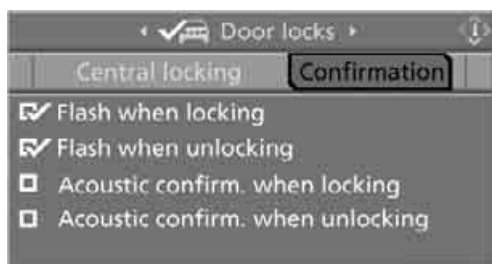 Door locks
Central locking Confirmation
Flash when locking
Flash when unlocking
Acoustic confirm. when locking
Acoustic confirm. when unlocking